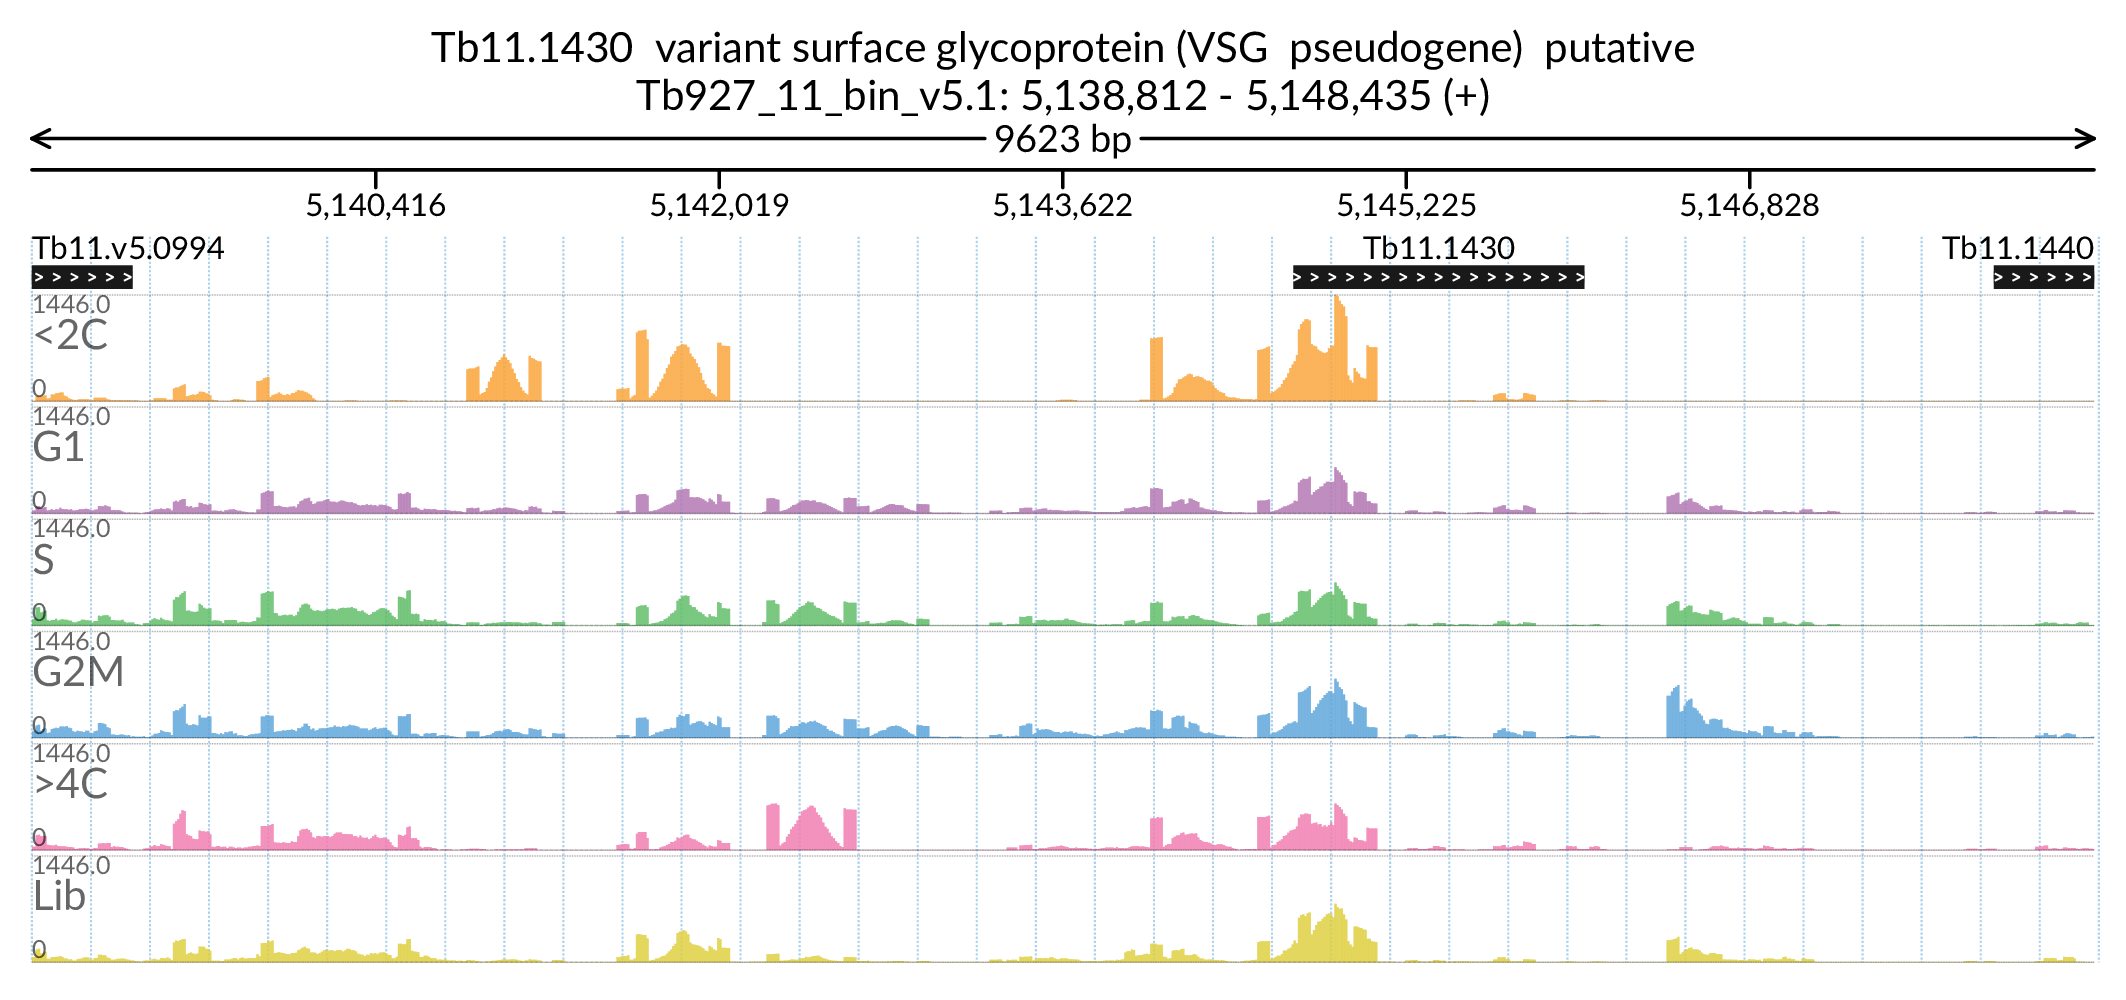 Tb11.1430 variant surface glycoprotein (VSG pseudogene) putative
Tb927_11_bin_v5.1: 5,138,812 - 5,148,435 (+)
9623 bp
5,140,416 5,142,019 5,143,622 5,145,225 5,146,828
Tb11.v5.0994 Tb11.1430 Tb11.1440
1446.0
<2C
0
1446.0
G1
0
1446.0
S
0
1446.0
G2M
0
1446.0
>4C
0
1446.0
Lib
0